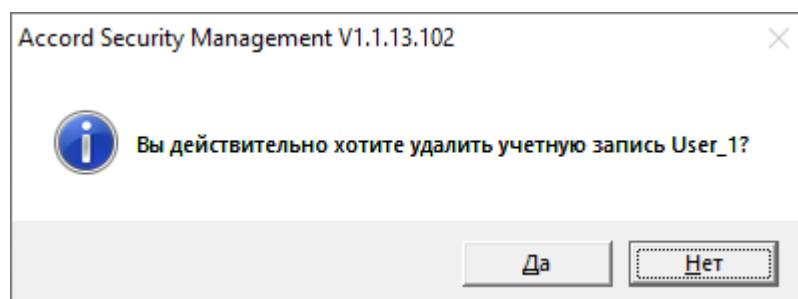 Accord Security Management V1.1.13.102
Вы действительно хотите удалить учетную запись User_1?
Да
Нет